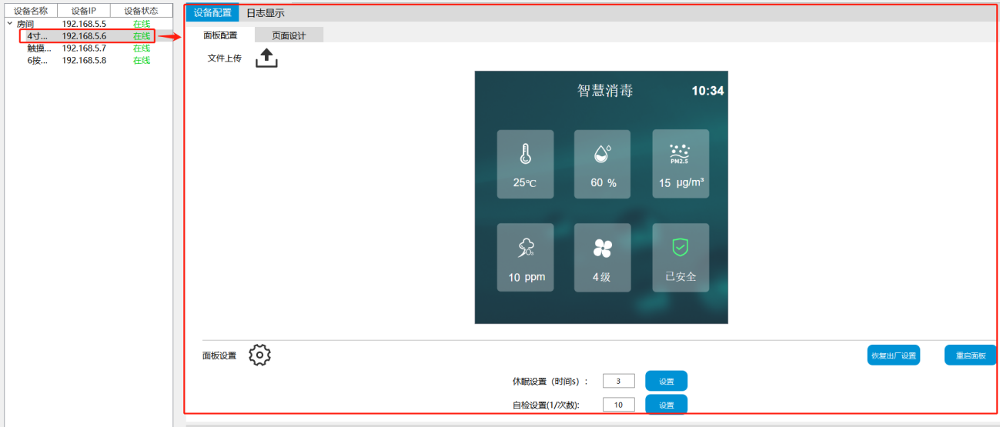 设备名称 设备IP 设备状态
房间 192.168.5.5 在线
4寸... 192.168.5.6 在线
触摸... 192.168.5.7 在线
6按... 192.168.5.8 在线
设备配置 日志显示
面板配置 页面设计
文件上传
智慧消毒 10:34
PM2.5
25℃ 60 % 15 μg/m³
O₃
10 ppm 4级 已安全
面板设置 恢复出厂设置 重启面板
休眠设置（时间s）: 3 设置
自检设置(1/次数): 10 设置